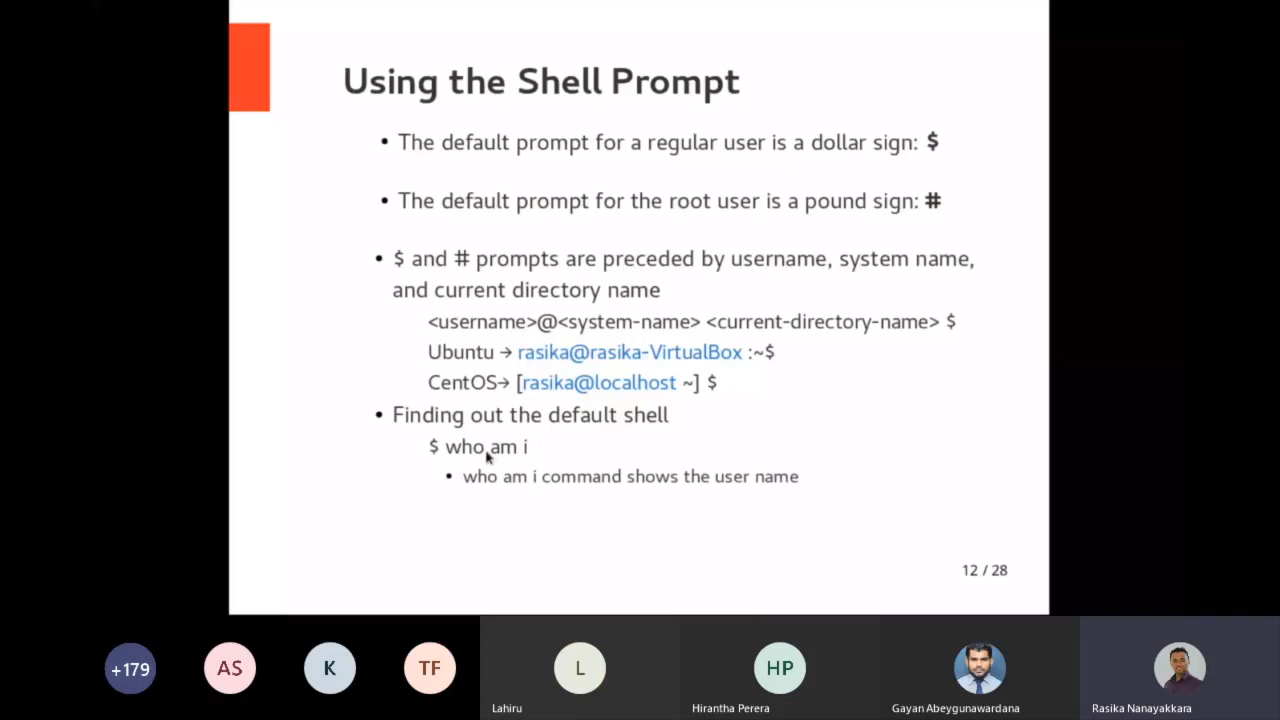 Using the Shell Prompt
• The default prompt for a regular user is a dollar sign: $
• The default prompt for the root user is a pound sign: #
• $ and # prompts are preceded by username, system name,
and current directory name
<username>@<system-name> <current-directory-name> $
Ubuntu → rasika@rasika-VirtualBox :~$
CentOS→ [rasika@localhost ~] $
• Finding out the default shell
$ who am i
• who am i command shows the user name
12 / 28
+179
AS
K
TF
L
HP
Lahiru
Hirantha Perera
Gayan Abeygunawardana
Rasika Nanayakkara